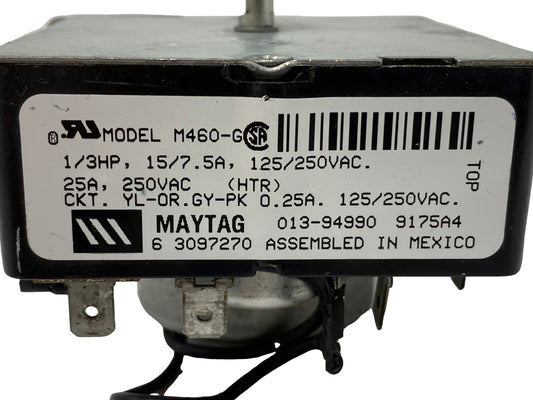 MODEL M460-G
1/3HP, 15/7.5A, 125/250VAC.
25A, 250VAC (HTR)
CKT. YL-OR.GY-PK 0.25A. 125/250VAC.
MAYTAG 013-94990 9175A4
6 3097270 ASSEMBLED IN MEXICO
TOP